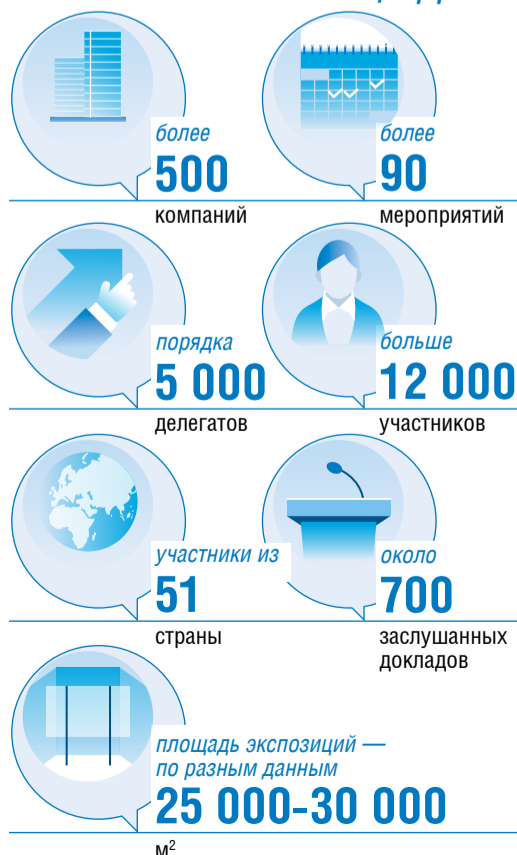 более
500
компаний
более
90
мероприятий
порядка
5 000
делегатов
больше
12 000
участников
участники из
51
страны
около
700
заслушанных
докладов
площадь экспозиций —
по разным данным
25 000-30 000
м²